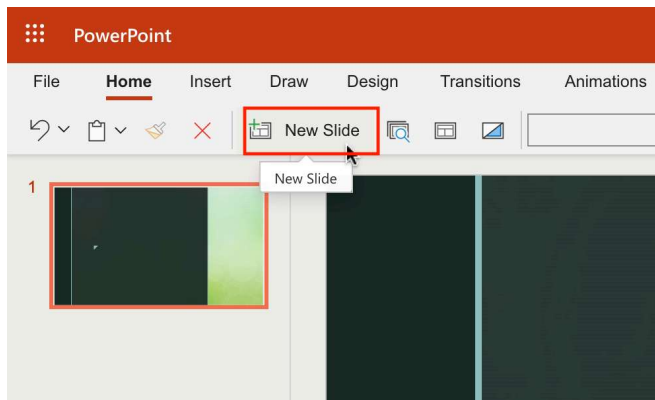 PowerPoint
File Home Insert Draw Design Transitions Animations
New Slide
New Slide
1